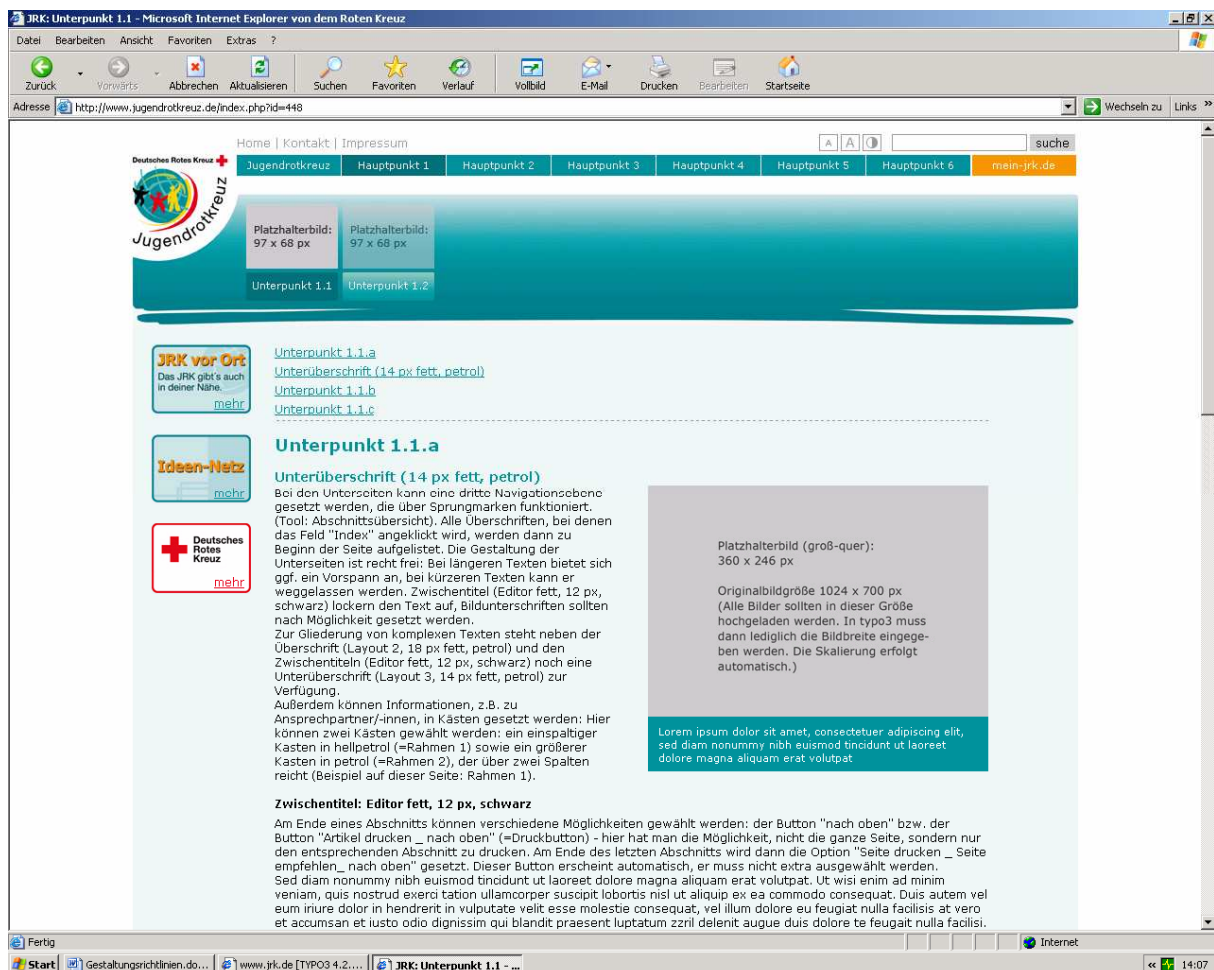 JRK: Unterpunkt 1.1 - Microsoft Internet Explorer von dem Roten Kreuz
Datei Bearbeiten Ansicht Favoriten Extras ?
Zurück Vorwärts Abbrechen Aktualisieren Suchen Favoriten Verlauf Vollbild E-Mail Drucken Bearbeiten Startseite
Adresse http://www.jugendrotkreuz.de/index.php?id=448 Wechseln zu Links »
Home | Kontakt | Impressum A A suche
Deutsches Rotes Kreuz
Jugendrotkreuz Hauptpunkt 1 Hauptpunkt 2 Hauptpunkt 3 Hauptpunkt 4 Hauptpunkt 5 Hauptpunkt 6 mein-jrk.de
Jugendrotkreuz
Platzhalterbild: Platzhalterbild:
97 x 68 px 97 x 68 px
Unterpunkt 1.1 Unterpunkt 1.2
JRK vor Ort
Das JRK gibt's auch
in deiner Nähe.
mehr
Ideen-Netz
mehr
Deutsches
Rotes
Kreuz
mehr
Unterpunkt 1.1.a
Unterüberschrift (14 px fett, petrol)
Unterpunkt 1.1.b
Unterpunkt 1.1.c
Unterpunkt 1.1.a
Unterüberschrift (14 px fett, petrol)
Bei den Unterseiten kann eine dritte Navigationsebene
gesetzt werden, die über Sprungmarken funktioniert.
(Tool: Abschnittsübersicht). Alle Überschriften, bei denen
das Feld "Index" angeklickt wird, werden dann zu
Beginn der Seite aufgelistet. Die Gestaltung der
Unterseiten ist recht frei: Bei längeren Texten bietet sich
ggf. ein Vorspann an, bei kürzeren Texten kann er
weggelassen werden. Zwischentitel (Editor fett, 12 px,
schwarz) lockern den Text auf, Bildunterschriften sollten
nach Möglichkeit gesetzt werden.
Zur Gliederung von komplexen Texten steht neben der
Überschrift (Layout 2, 18 px fett, petrol) und den
Zwischentiteln (Editor fett, 12 px, schwarz) noch eine
Unterüberschrift (Layout 3, 14 px fett, petrol) zur
Verfügung.
Außerdem können Informationen, z.B. zu
Ansprechpartner/-innen, in Kästen gesetzt werden: Hier
können zwei Kästen gewählt werden: ein einspaltiger
Kasten in hellpetrol (=Rahmen 1) sowie ein größerer
Kasten in petrol (=Rahmen 2), der über zwei Spalten
reicht (Beispiel auf dieser Seite: Rahmen 1).
Platzhalterbild (groß-quer):
360 x 246 px
Originalbildgröße 1024 x 700 px
(Alle Bilder sollten in dieser Größe
hochgeladen werden. In typo3 muss
dann lediglich die Bildbreite eingege-
ben werden. Die Skalierung erfolgt
automatisch.)
Lorem ipsum dolor sit amet, consectetuer adipiscing elit,
sed diam nonummy nibh euismod tincidunt ut laoreet
dolore magna aliquam erat volutpat
Zwischentitel: Editor fett, 12 px, schwarz
Am Ende eines Abschnitts können verschiedene Möglichkeiten gewählt werden: der Button "nach oben" bzw. der
Button "Artikel drucken _ nach oben" (=Druckbutton) - hier hat man die Möglichkeit, nicht die ganze Seite, sondern nur
den entsprechenden Abschnitt zu drucken. Am Ende des letzten Abschnitts wird dann die Option "Seite drucken _ Seite
empfehlen_ nach oben" gesetzt. Dieser Button erscheint automatisch, er muss nicht extra ausgewählt werden.
Sed diam nonummy nibh euismod tincidunt ut laoreet dolore magna aliquam erat volutpat. Ut wisi enim ad minim
veniam, quis nostrud exerci tation ullamcorper suscipit lobortis nisl ut aliquip ex ea commodo consequat. Duis autem vel
eum iriure dolor in hendrerit in vulputate velit esse molestie consequat, vel illum dolore eu feugiat nulla facilisis at vero
et accumsan et iusto odio dignissim qui blandit praesent luptatum zzril delenit augue duis dolore te feugait nulla facilisi.
Fertig Internet
Start Gestaltungsrichtlinien.do... www.jrk.de [TYPO3 4.2.... JRK: Unterpunkt 1.1 - ... « 14:07